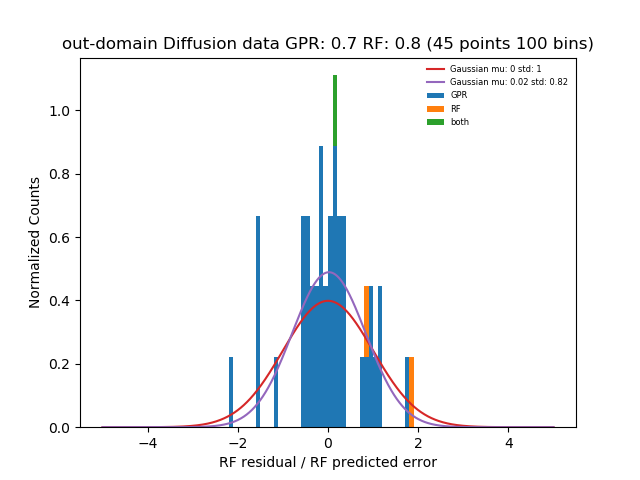 out-domain Diffusion data GPR: 0.7 RF: 0.8 (45 points 100 bins)
Gaussian mu: 0 std: 1
Gaussian mu: 0.02 std: 0.82
GPR
RF
both
Normalized Counts
1.0
0.8
0.6
0.4
0.2
0.0
−4
−2
0
2
4
RF residual / RF predicted error